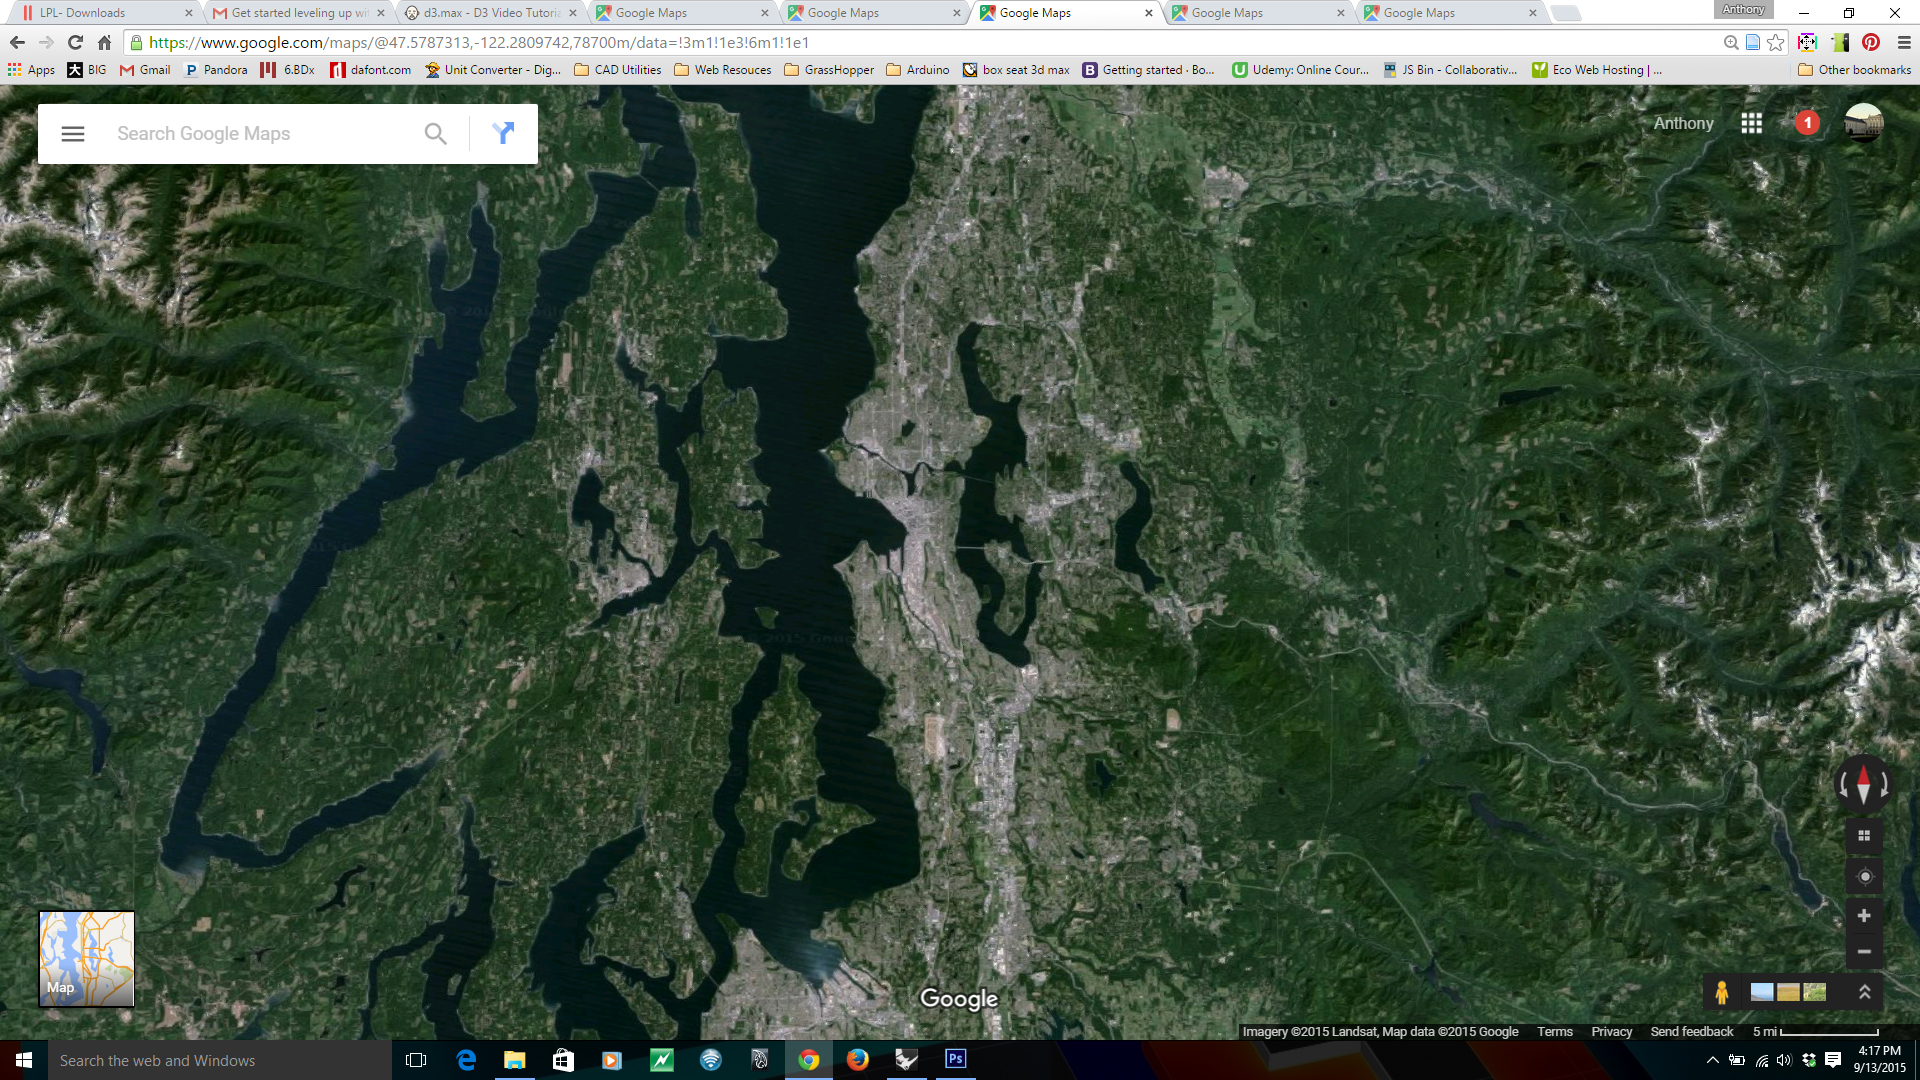 LPL- Downloads
Get started leveling up wit
d3.max - D3 Video Tutoria
Google Maps
Google Maps
Google Maps
Google Maps
Google Maps
Anthony
https://www.google.com/maps/@47.5787313,-122.2809742,78700m/data=!3m1!1e3!6m1!1e1
Apps
BIG
Gmail
Pandora
6.BDx
dafont.com
Unit Converter - Dig...
CAD Utilities
Web Resouces
GrassHopper
Arduino
box seat 3d max
Getting started · Bo...
Udemy: Online Cour...
JS Bin - Collaborativ...
Eco Web Hosting | ...
Other bookmarks
Search Google Maps
Anthony
1
Map
Google
Imagery ©2015 Landsat, Map data ©2015 Google
Terms
Privacy
Send feedback
5 mi
Search the web and Windows
Ps
4:17 PM
9/13/2015